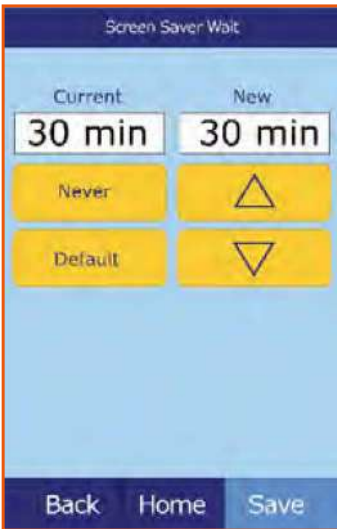 Screen Saver Wait
Current New
30 min 30 min
Never
Default
Back Home Save